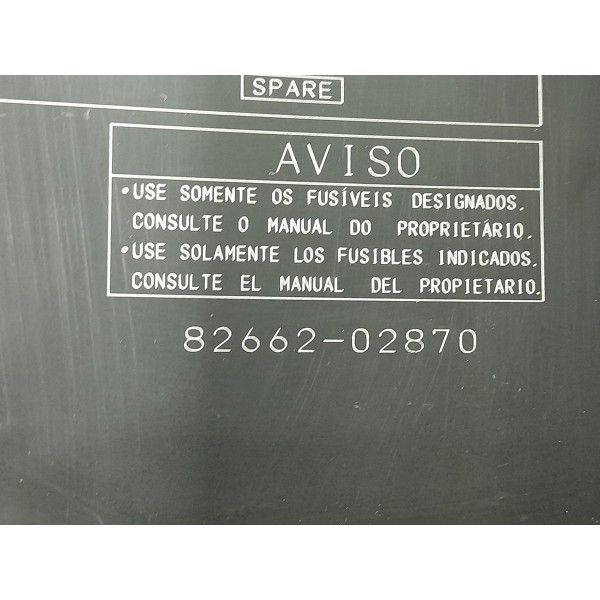 SPARE
AVISO
•USE SOMENTE OS FUSÍVEIS DESIGNADOS.
CONSULTE O MANUAL DO PROPRIETÁRIO.
•USE SOLAMENTE LOS FUSIBLES INDICADOS.
CONSULTE EL MANUAL DEL PROPIETARIO.
82662-02870